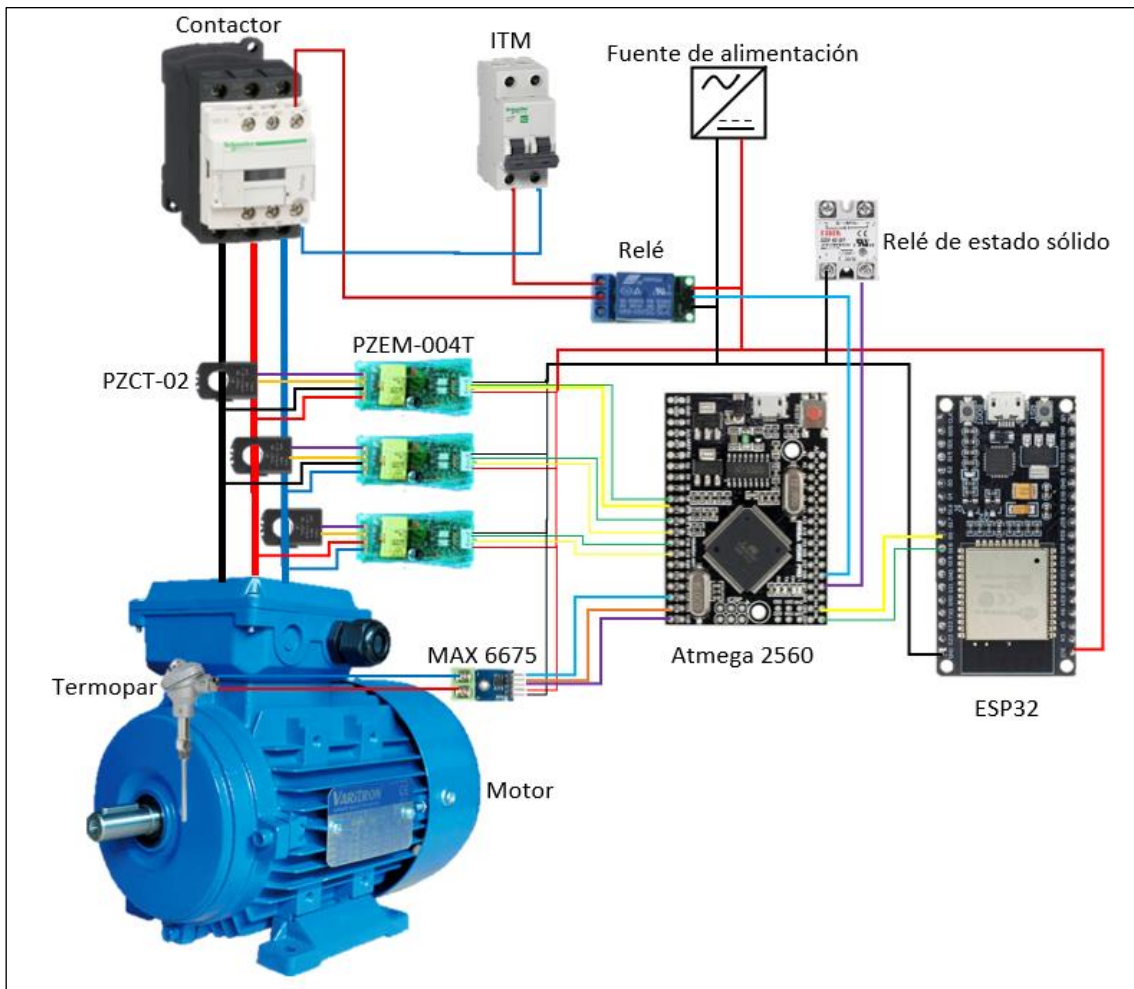 Contactor
ITM
Fuente de alimentación
Schneider
Relé
Relé de estado sólido
PZEM-004T
PZCT-02
Atmega 2560
ESP32
MAX 6675
Termopar
Motor